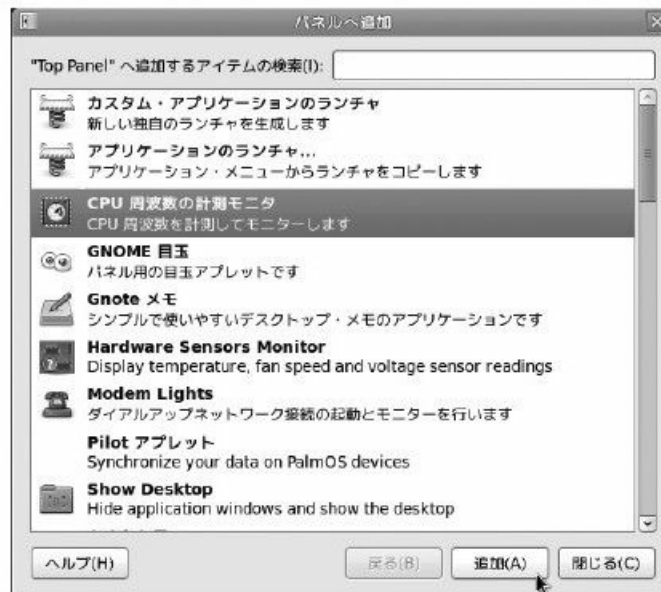 パネルへ追加
"Top Panel" へ追加するアイテムの検索(I):
カスタム・アプリケーションのランチャ
新しい独自のランチャを生成します
アプリケーションのランチャ...
アプリケーション・メニューからランチャをコピーします
CPU 周波数の計測モニタ
CPU 周波数を計測してモニターします
GNOME 目玉
パネル用の目玉アプレットです
Gnote メモ
シンプルで使いやすいデスクトップ・メモのアプリケーションです
Hardware Sensors Monitor
Display temperature, fan speed and voltage sensor readings
Modem Lights
ダイアルアップネットワーク接続の起動とモニターを行います
Pilot アプレット
Synchronize your data on PalmOS devices
Show Desktop
Hide application windows and show the desktop
ヘルプ(H) 戻る(B) 追加(A) 閉じる(C)